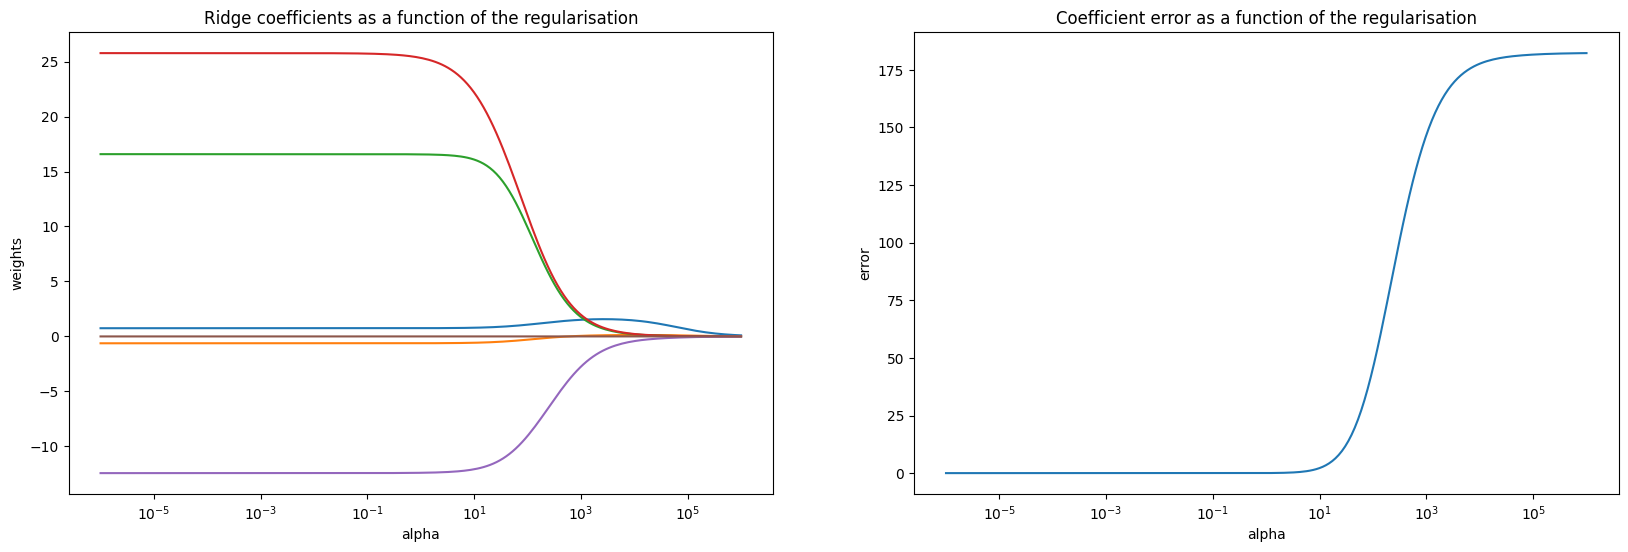 Ridge coefficients as a function of the regularisation
25
20
15
10
5
0
−5
−10
weights
10⁻⁵ 10⁻³ 10⁻¹ 10¹ 10³ 10⁵
alpha
Coefficient error as a function of the regularisation
175
150
125
100
75
50
25
0
error
10⁻⁵ 10⁻³ 10⁻¹ 10¹ 10³ 10⁵
alpha